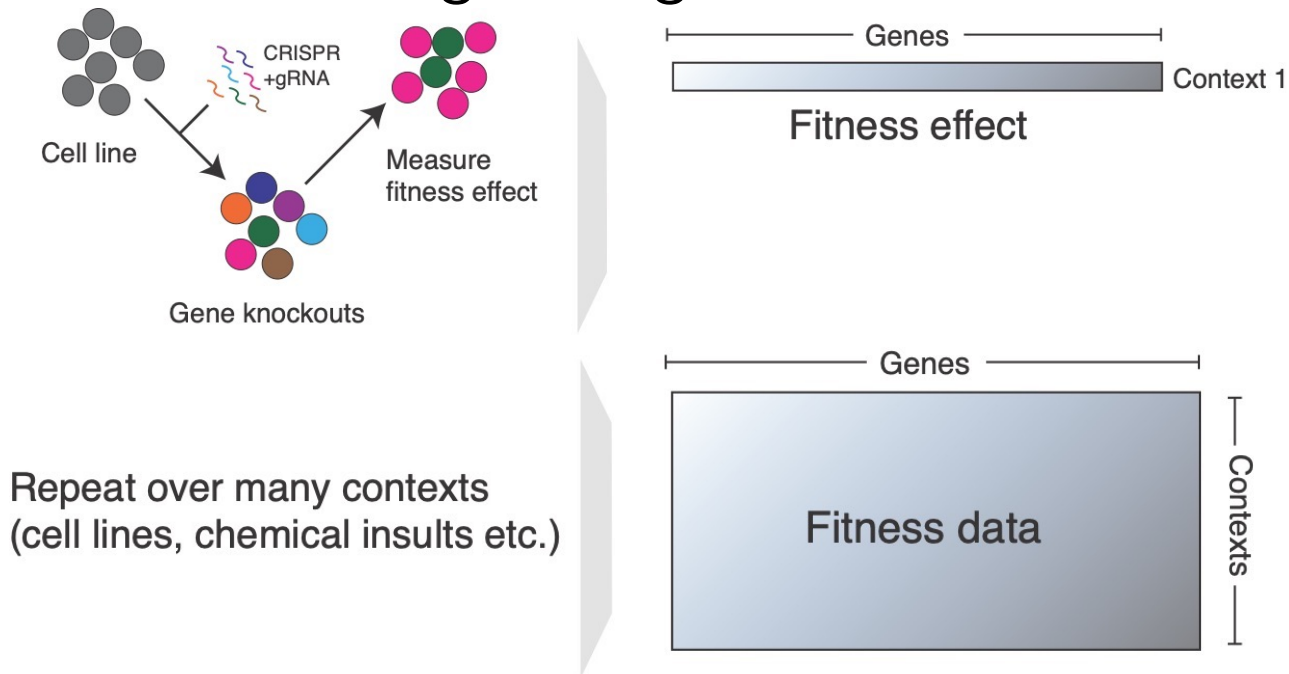 CRISPR
+gRNA
Cell line
Measure
fitness effect
Gene knockouts
Genes
Context 1
Fitness effect
Repeat over many contexts
(cell lines, chemical insults etc.)
Genes
Fitness data
Contexts